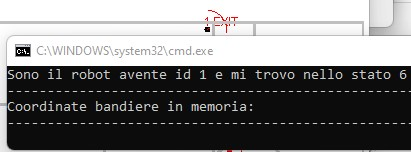 1 EXIT
C:\WINDOWS\system32\cmd.exe
Sono il robot avente id 1 e mi trovo nello stato 6
--------------------------------------------------
Coordinate bandiere in memoria:
--------------------------------------------------